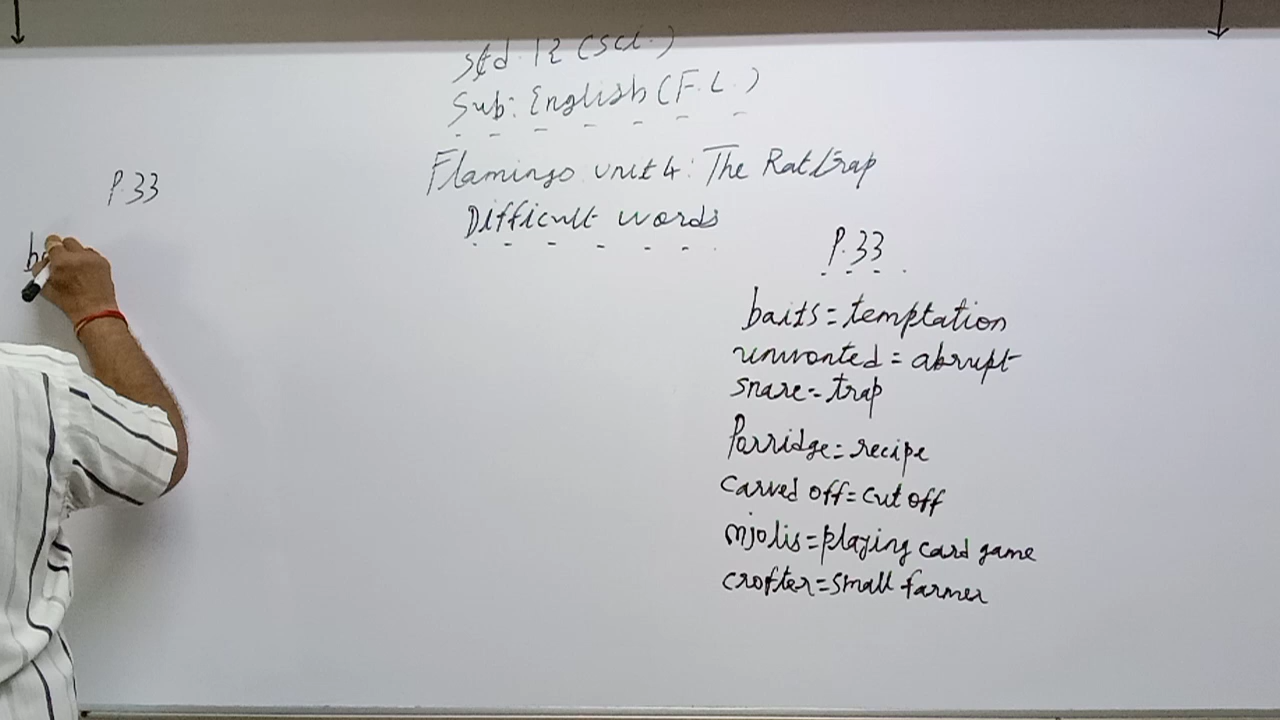 Std. 12 (Sci.)
Sub: English (F.L.)
Flamingo unit 4: The Rattrap
Difficult words
P.33
P.33
baits = temptation
unwonted = abrupt
snare = trap
Porridge = recipe
Carved off = cut off
mjolis = playing card game
crofter = small farmer